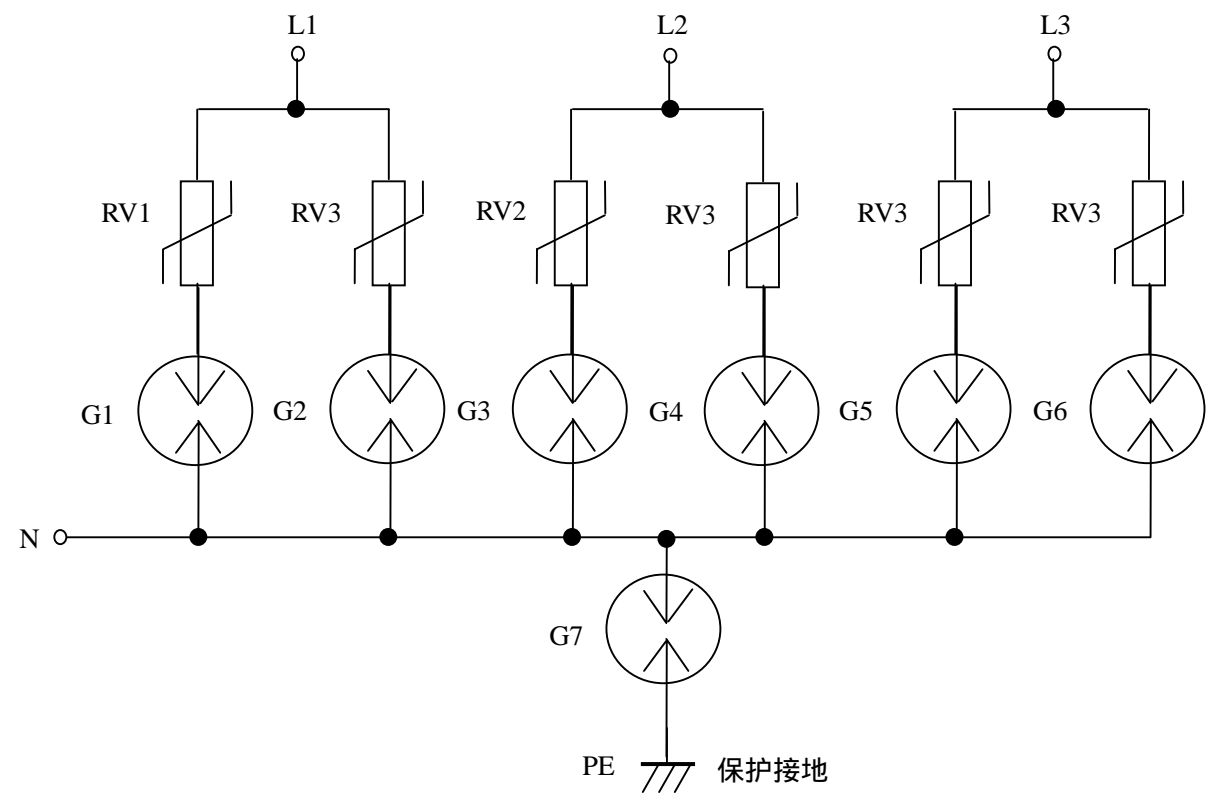 L1 L2 L3
RV1 RV3 RV2 RV3 RV3 RV3
G1 G2 G3 G4 G5 G6
N
G7
PE 保护接地